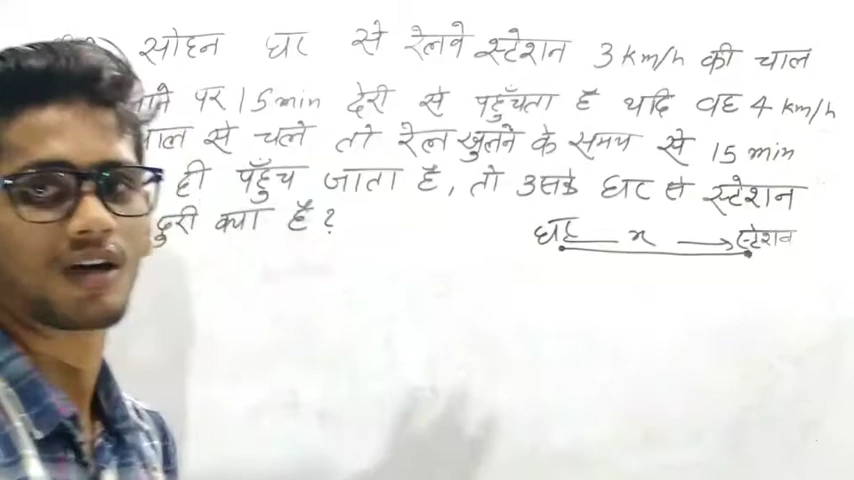 सोहन घर से रेलवे स्टेशन 3 km/h की चाल
जाने पर 15 min देरी से पहुँचता है यदि वह 4 km/h
चाल से चले तो रेल खुलने के समय से 15 min
ही पहुँच जाता है, तो उसके घर से स्टेशन
दुरी क्या है?
घर x स्टेशन